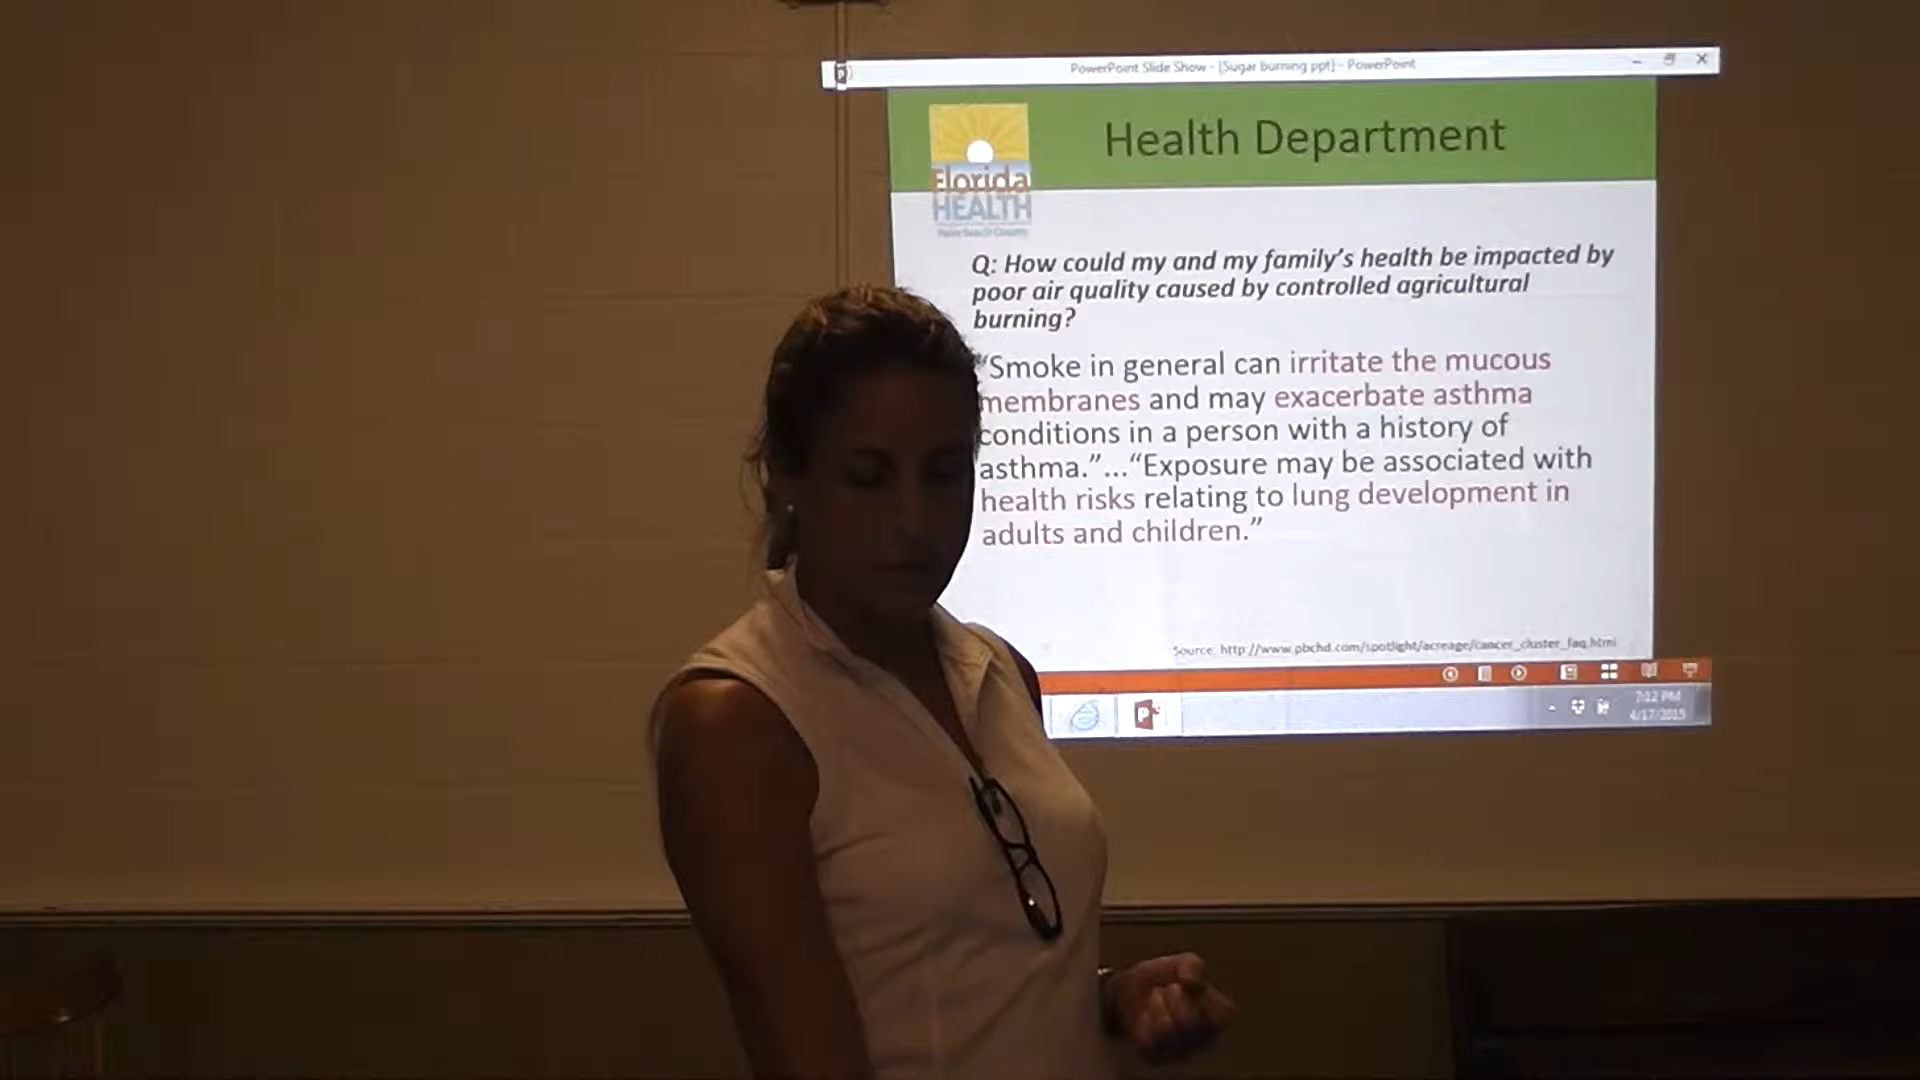 PowerPoint Slide Show - [Sugar burning ppt] - PowerPoint
Health Department
Florida
HEALTH
Palm Beach County
Q: How could my and my family's health be impacted by
poor air quality caused by controlled agricultural
burning?
“Smoke in general can irritate the mucous
membranes and may exacerbate asthma
conditions in a person with a history of
asthma.”...“Exposure may be associated with
health risks relating to lung development in
adults and children.”
Source: http://www.pbchd.com/spotlight/acreage/cancer_cluster_faq.html
7:12 PM
4/17/2015